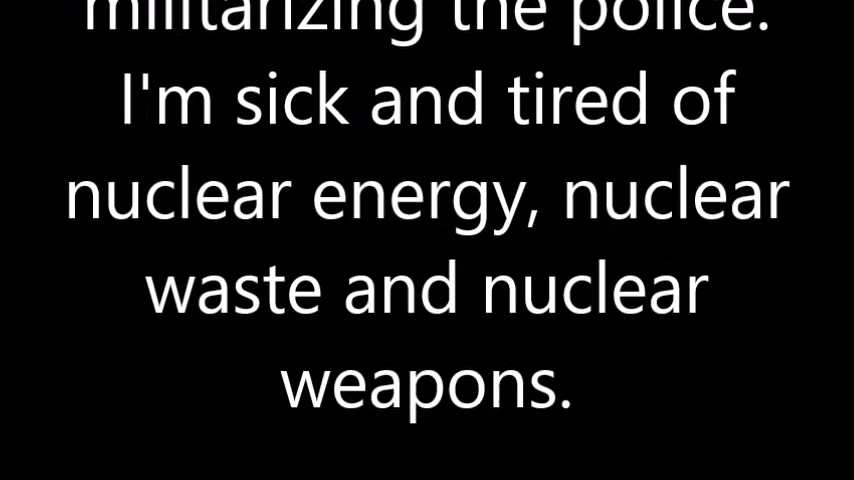 militarizing the police.
I'm sick and tired of
nuclear energy, nuclear
waste and nuclear
weapons.